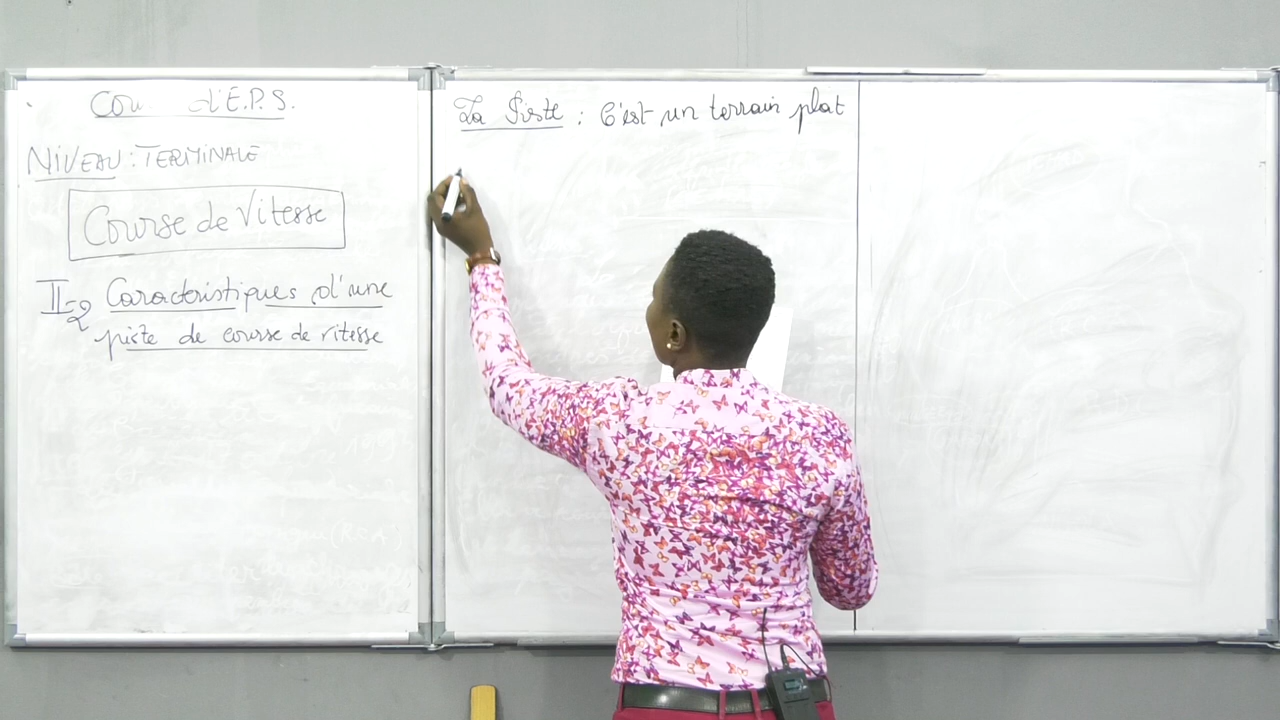 Cou d'E.P.S.
NIVEAU : TERMINALE
Course de Vitesse
II-2 Caractéristiques d'une
piste de course de vitesse
La Piste : C'est un terrain plat